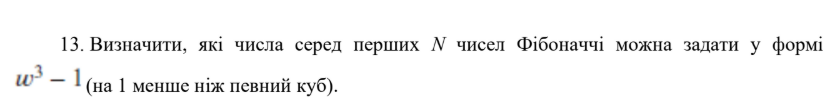 13. Визначити, які числа серед перших N чисел Фібоначчі можна задати у формі
w³ – 1 (на 1 менше ніж певний куб).